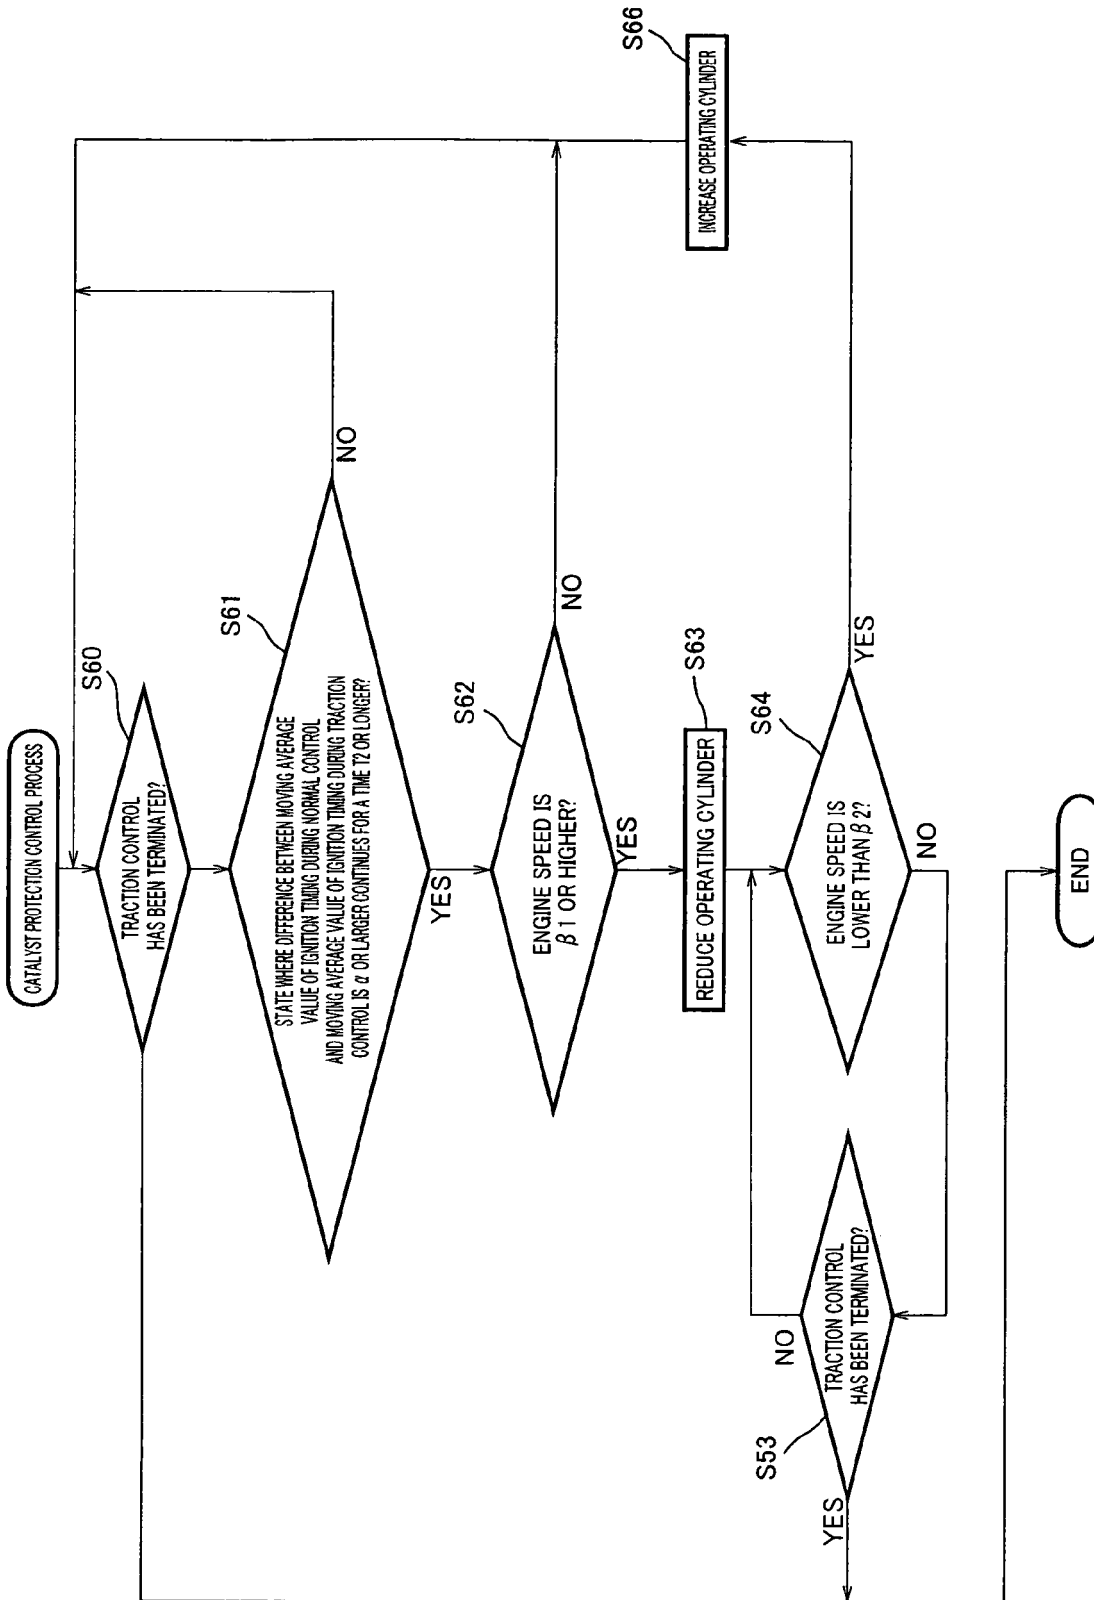 CATALYST PROTECTION CONTROL PROCESS
S60
TRACTION CONTROL
HAS BEEN TERMINATED?
S61
STATE WHERE DIFFERENCE BETWEEN MOVING AVERAGE
VALUE OF IGNITION TIMING DURING NORMAL CONTROL
AND MOVING AVERAGE VALUE OF IGNITION TIMING DURING TRACTION
CONTROL IS α OR LARGER CONTINUES FOR A TIME T2 OR LONGER?
NO
YES
S62
ENGINE SPEED IS
β1 OR HIGHER?
NO
YES
S63
REDUCE OPERATING CYLINDER
S66
INCREASE OPERATING CYLINDER
S64
ENGINE SPEED IS
LOWER THAN β2?
YES
NO
S53
TRACTION CONTROL
HAS BEEN TERMINATED?
NO
YES
END